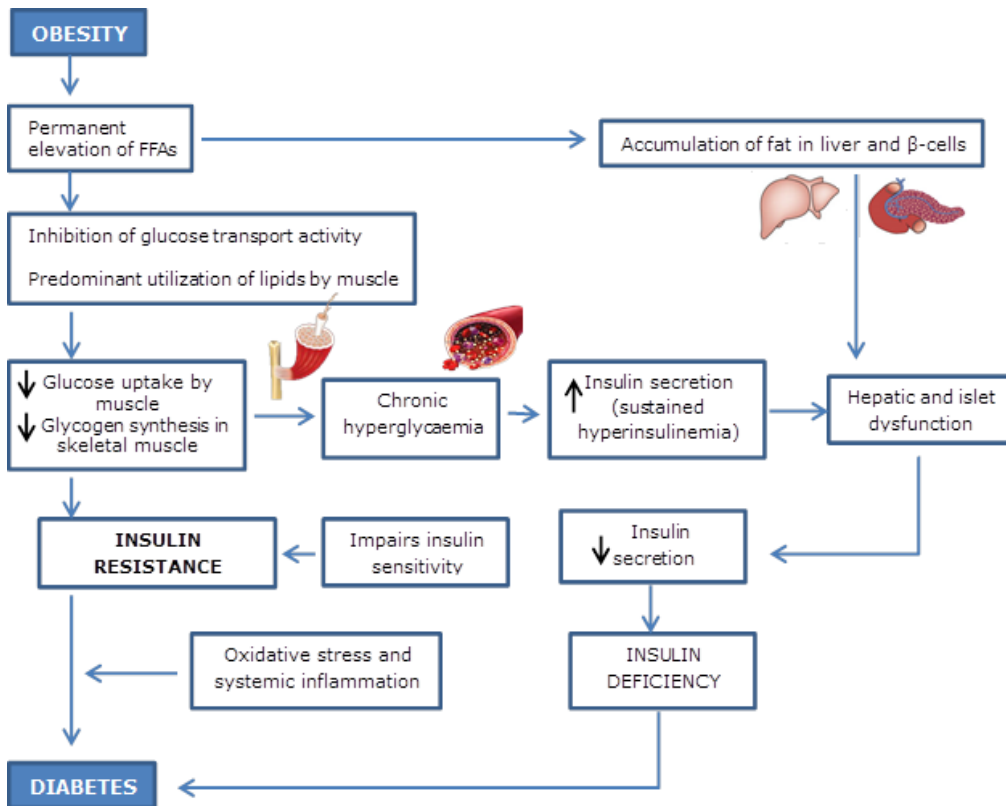 OBESITY
Permanent
elevation of FFAs
Accumulation of fat in liver and β-cells
Inhibition of glucose transport activity
Predominant utilization of lipids by muscle
↓ Glucose uptake by
muscle
↓ Glycogen synthesis in
skeletal muscle
Chronic
hyperglycaemia
↑ Insulin secretion
(sustained
hyperinsulinemia)
Hepatic and islet
dysfunction
INSULIN
RESISTANCE
Impairs insulin
sensitivity
↓ Insulin
secretion
Oxidative stress and
systemic inflammation
INSULIN
DEFICIENCY
DIABETES